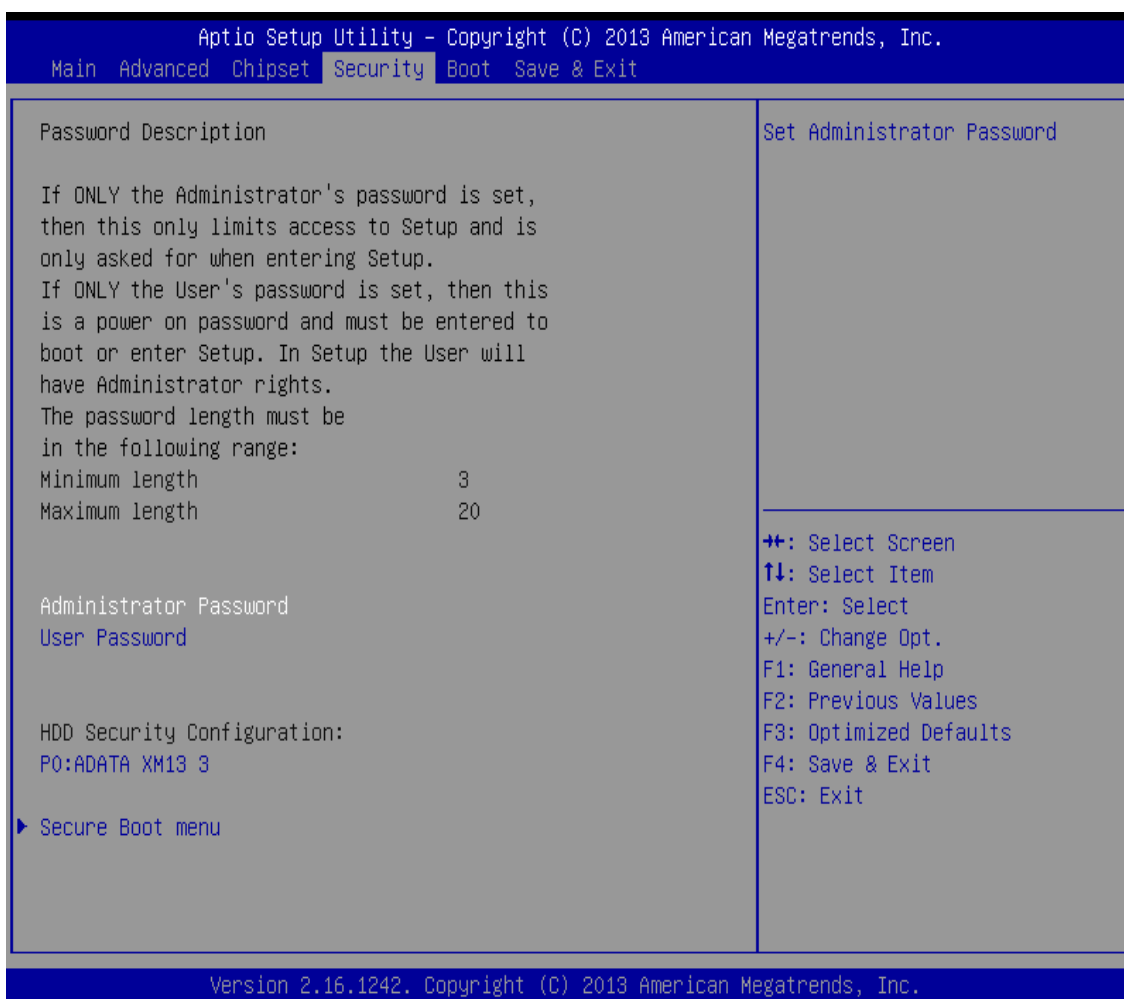 Aptio Setup Utility – Copyright (C) 2013 American Megatrends, Inc.
Main Advanced Chipset Security Boot Save & Exit
Password Description
If ONLY the Administrator's password is set,
then this only limits access to Setup and is
only asked for when entering Setup.
If ONLY the User's password is set, then this
is a power on password and must be entered to
boot or enter Setup. In Setup the User will
have Administrator rights.
The password length must be
in the following range:
Minimum length 3
Maximum length 20
Administrator Password
User Password
HDD Security Configuration:
P0:ADATA XM13 3
Secure Boot menu
Set Administrator Password
→←: Select Screen
↑↓: Select Item
Enter: Select
+/-: Change Opt.
F1: General Help
F2: Previous Values
F3: Optimized Defaults
F4: Save & Exit
ESC: Exit
Version 2.16.1242. Copyright (C) 2013 American Megatrends, Inc.